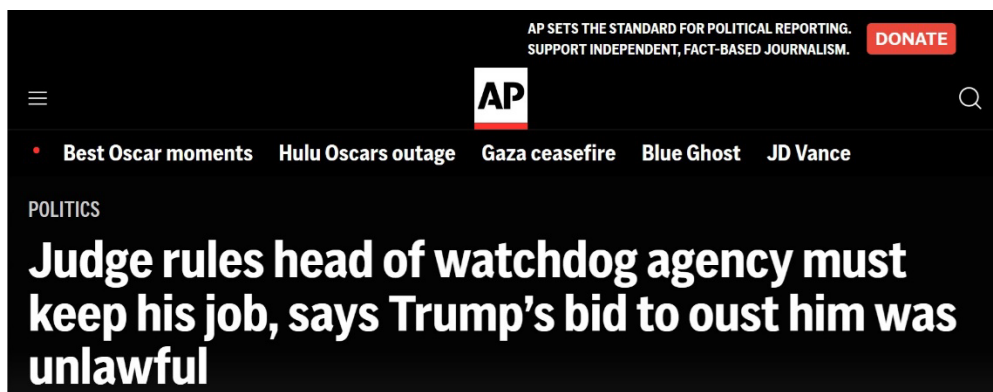 AP SETS THE STANDARD FOR POLITICAL REPORTING.
SUPPORT INDEPENDENT, FACT-BASED JOURNALISM.
DONATE
AP
Best Oscar moments Hulu Oscars outage Gaza ceasefire Blue Ghost JD Vance
POLITICS
Judge rules head of watchdog agency must
keep his job, says Trump’s bid to oust him was
unlawful